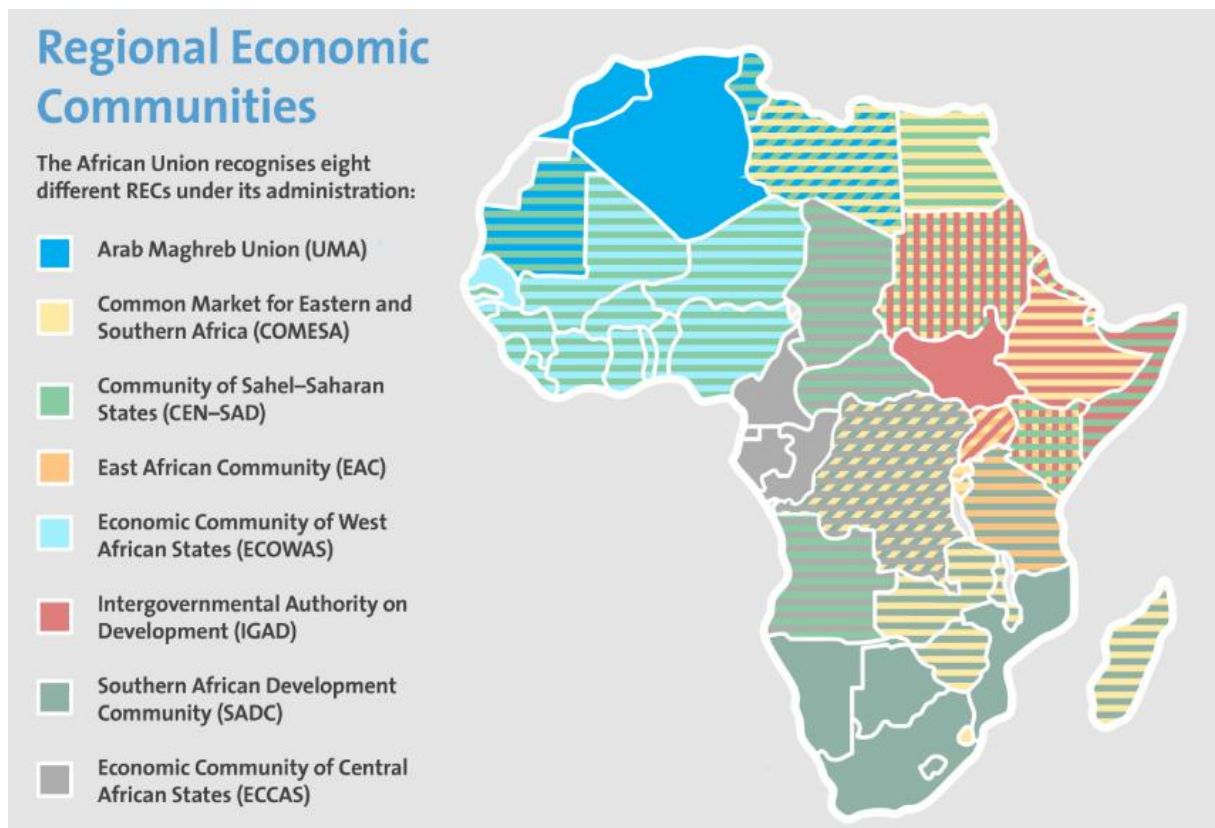 Regional Economic
Communities
The African Union recognises eight
different RECs under its administration:
Arab Maghreb Union (UMA)
Common Market for Eastern and
Southern Africa (COMESA)
Community of Sahel–Saharan
States (CEN–SAD)
East African Community (EAC)
Economic Community of West
African States (ECOWAS)
Intergovernmental Authority on
Development (IGAD)
Southern African Development
Community (SADC)
Economic Community of Central
African States (ECCAS)